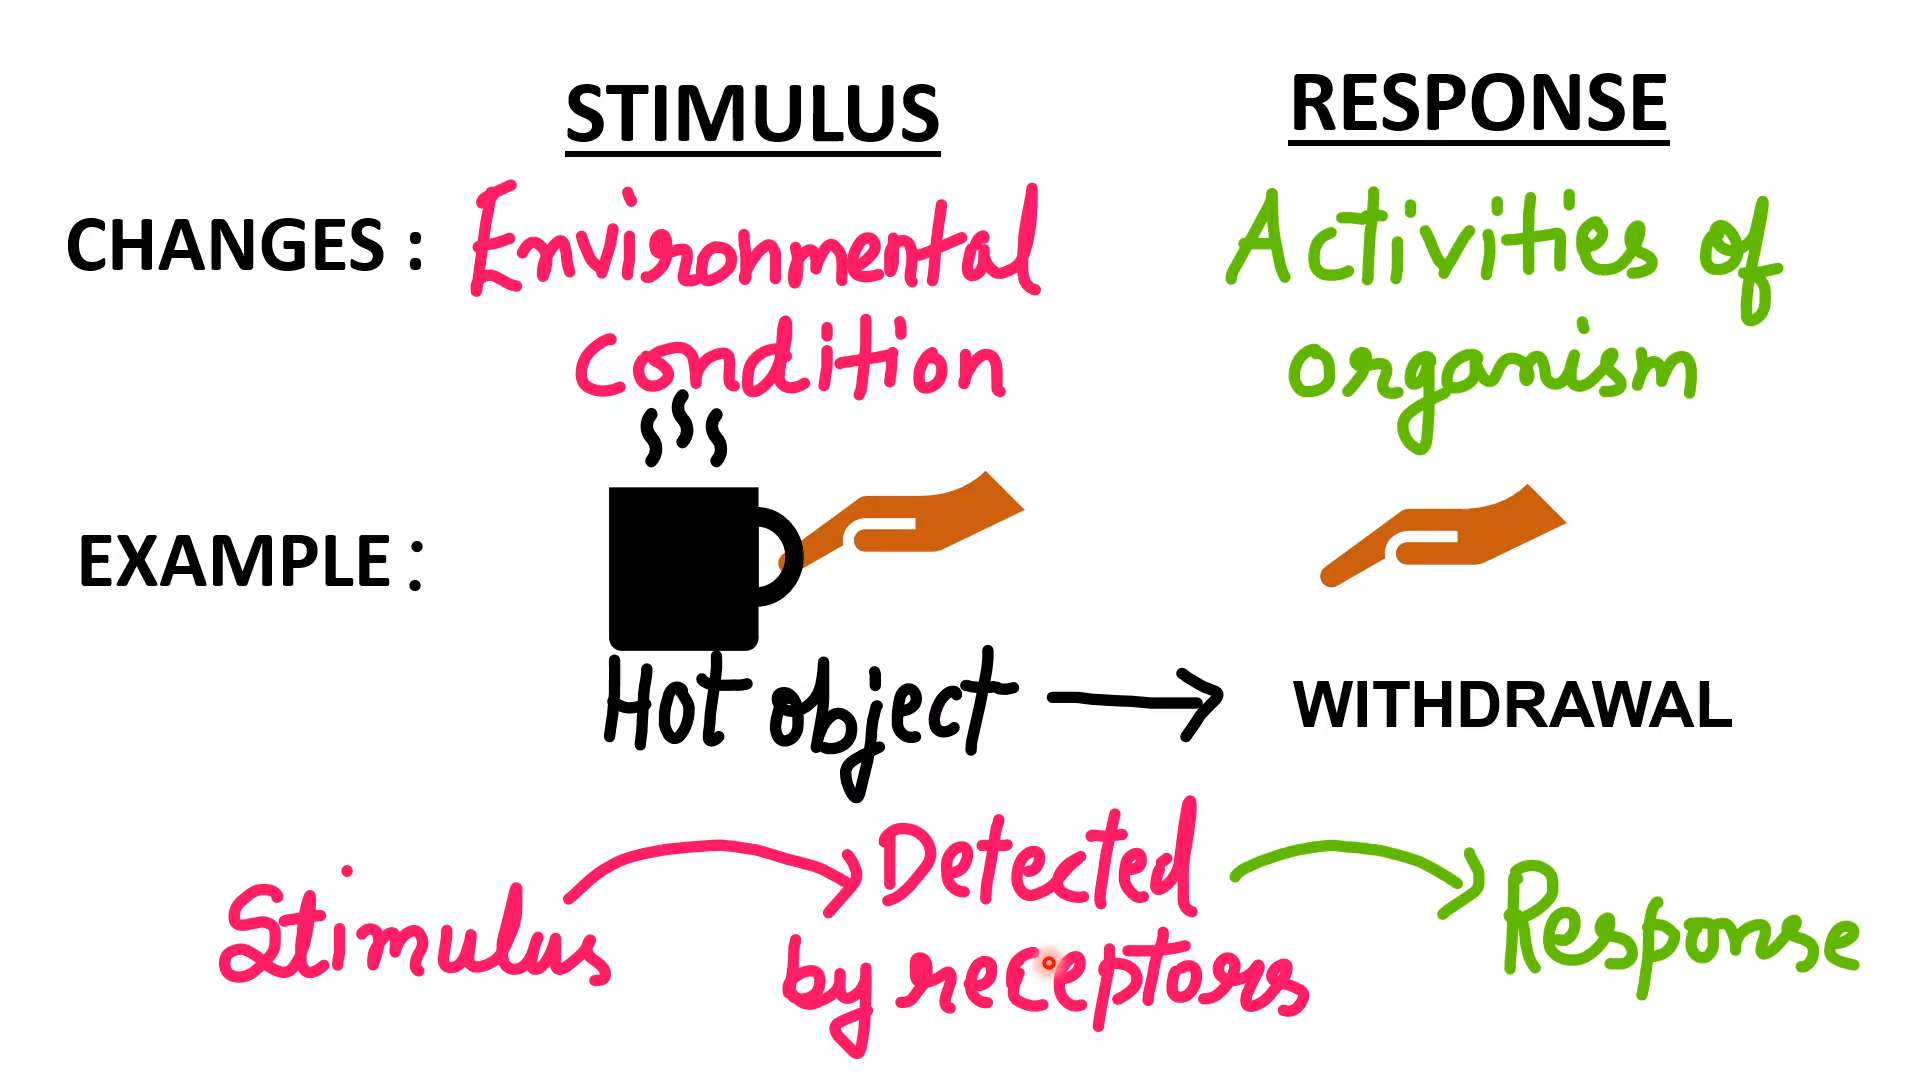 STIMULUS RESPONSE
CHANGES : Environmental Activities of
condition organism
EXAMPLE :
Hot object → WITHDRAWAL
Stimulus Detected Response
by receptors